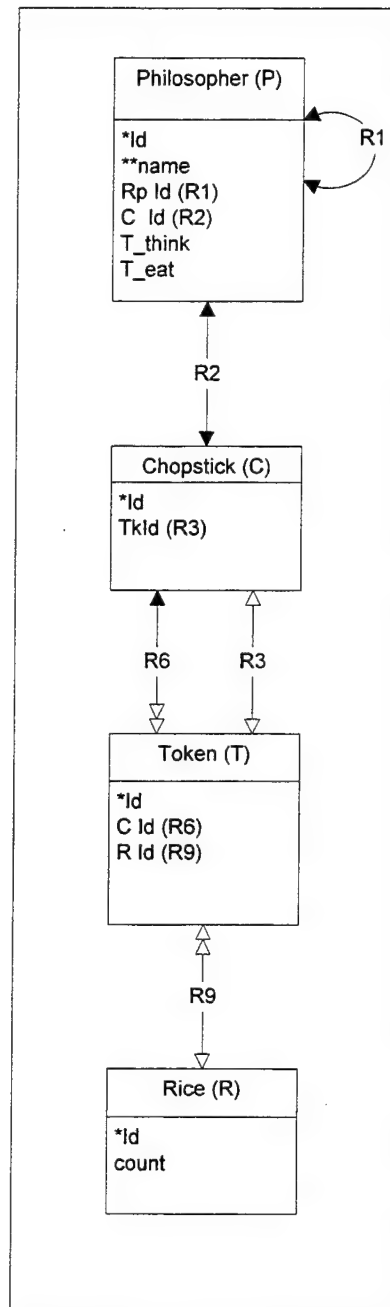 Philosopher (P)
*Id
**name
Rp Id (R1)
C Id (R2)
T_think
T_eat
R1
R2
Chopstick (C)
*Id
TkId (R3)
R6
R3
Token (T)
*Id
C Id (R6)
R Id (R9)
R9
Rice (R)
*Id
count